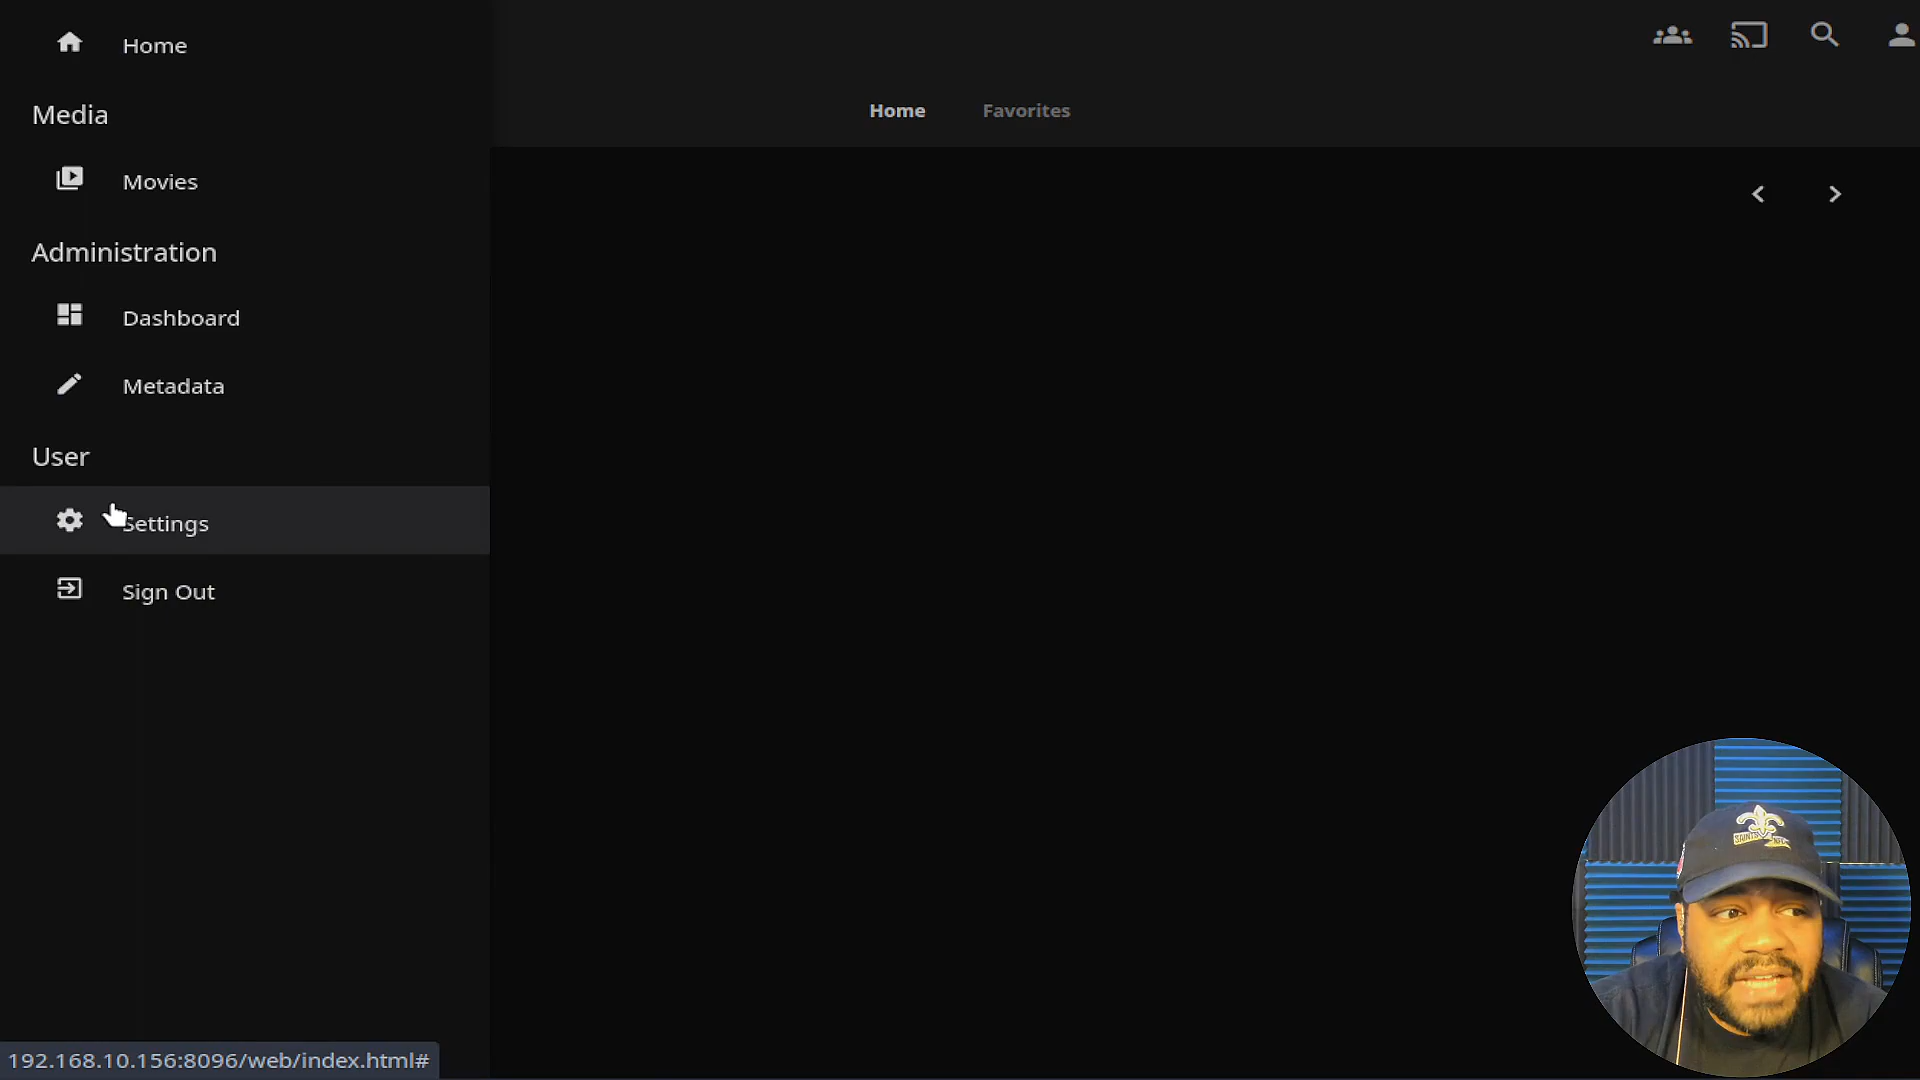 Home
Media
Movies
Administration
Dashboard
Metadata
User
Settings
Sign Out
Home
Favorites
SAINTS
192.168.10.156:8096/web/index.html#